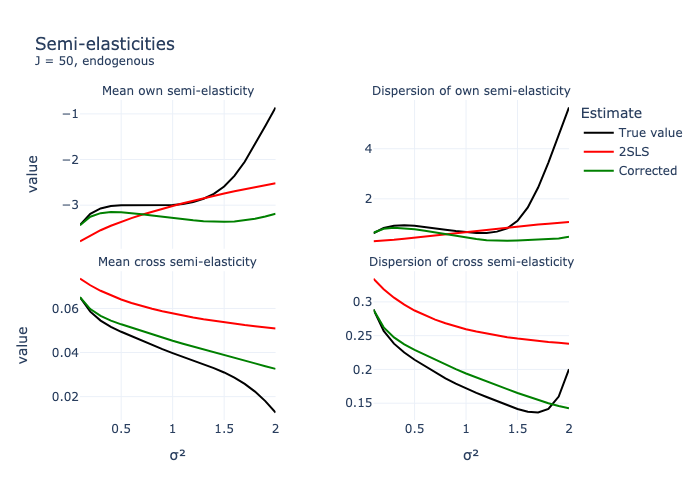 Semi-elasticities
J = 50, endogenous
Mean own semi-elasticity
Dispersion of own semi-elasticity
Estimate
True value
2SLS
Corrected
value
−1
−2
−3
4
2
Mean cross semi-elasticity
Dispersion of cross semi-elasticity
value
0.06
0.04
0.02
0.3
0.25
0.2
0.15
0.5 1 1.5 2
0.5 1 1.5 2
σ² σ²